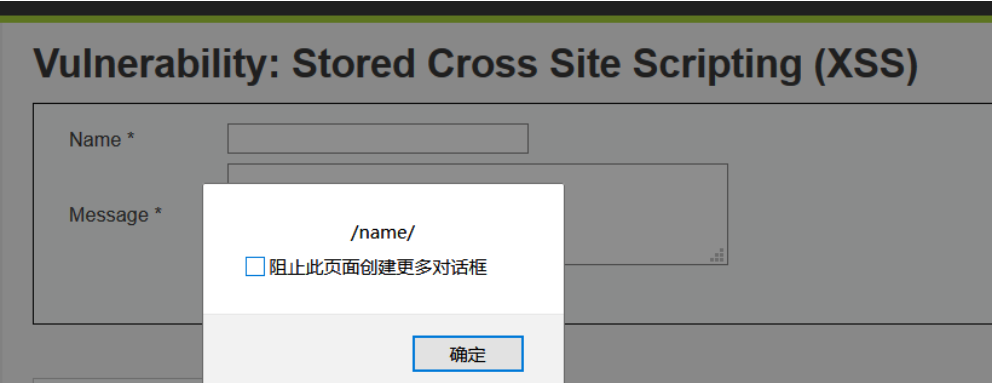 Vulnerability: Stored Cross Site Scripting (XSS)
Name *
Message *
/name/
阻止此页面创建更多对话框
确定